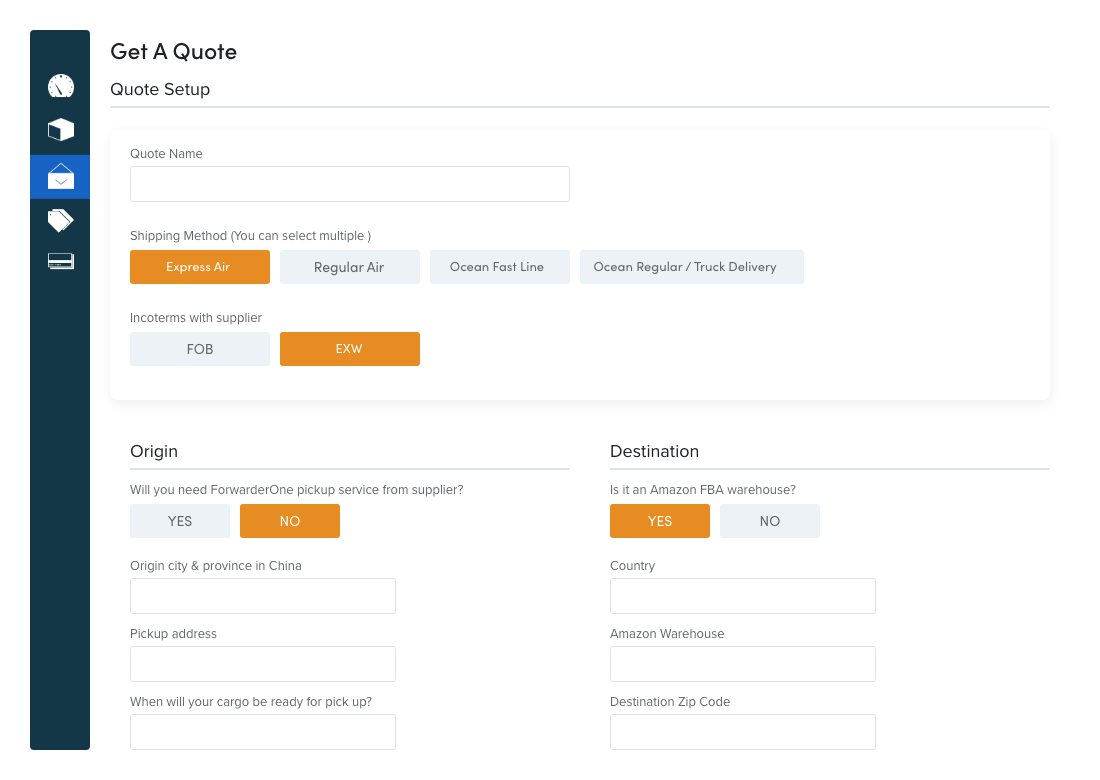 Get A Quote
Quote Setup
Quote Name
Shipping Method (You can select multiple )
Express Air
Regular Air
Ocean Fast Line
Ocean Regular / Truck Delivery
Incoterms with supplier
FOB
EXW
Origin
Will you need ForwarderOne pickup service from supplier?
YES
NO
Origin city & province in China
Pickup address
When will your cargo be ready for pick up?
Destination
Is it an Amazon FBA warehouse?
YES
NO
Country
Amazon Warehouse
Destination Zip Code